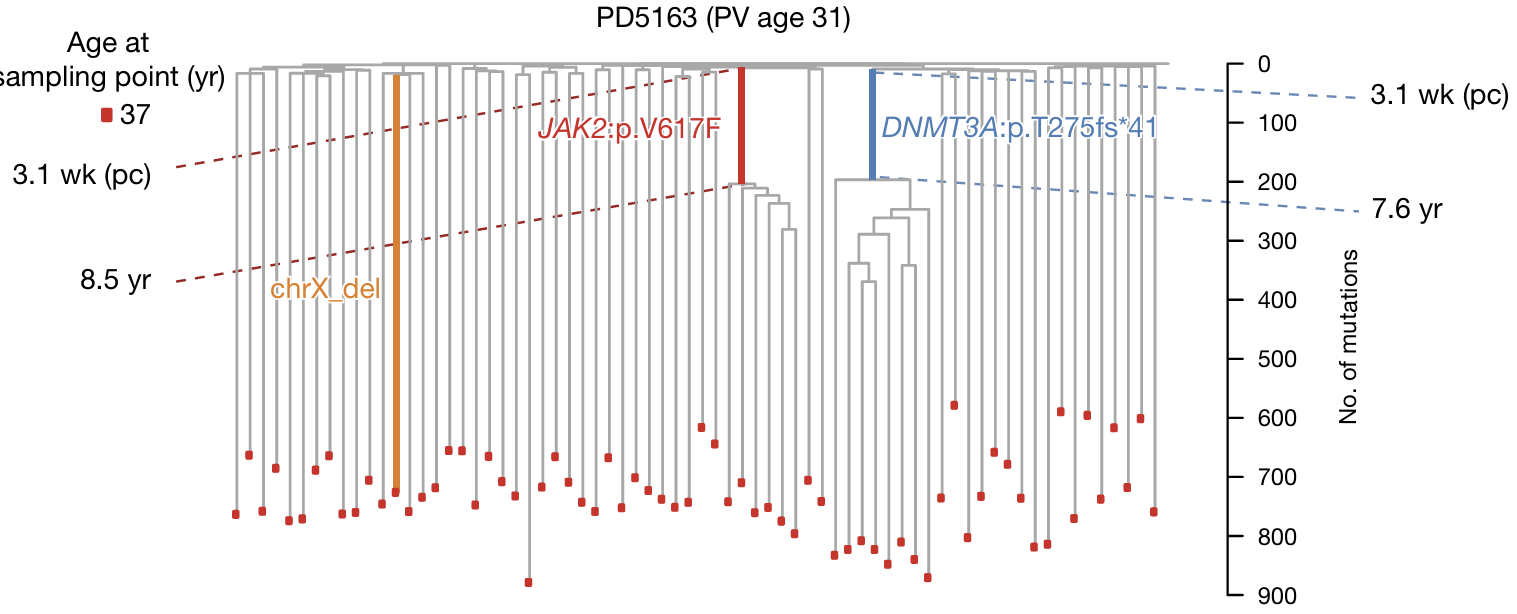 PD5163 (PV age 31)
Age at
sampling point (yr)
37
3.1 wk (pc)
8.5 yr
JAK2:p.V617F
chrX_del
DNMT3A:p.T275fs*41
3.1 wk (pc)
7.6 yr
0
100
200
300
400
500
600
700
800
900
No. of mutations